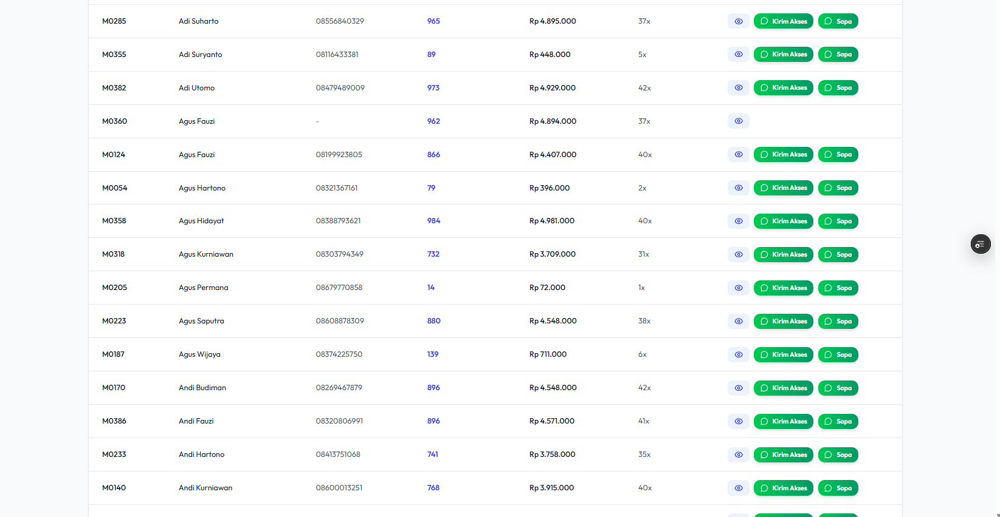 M0285 Adi Suharto 08556840329 965 Rp 4.895.000 37x Kirim Akses Sapa
M0355 Adi Suryanto 08116433381 89 Rp 448.000 5x Kirim Akses Sapa
M0382 Adi Utomo 08479489009 973 Rp 4.929.000 42x Kirim Akses Sapa
M0360 Agus Fauzi - 962 Rp 4.894.000 37x
M0124 Agus Fauzi 08199923805 866 Rp 4.407.000 40x Kirim Akses Sapa
M0054 Agus Hartono 08321367161 79 Rp 396.000 2x Kirim Akses Sapa
M0358 Agus Hidayat 08388793621 984 Rp 4.981.000 40x Kirim Akses Sapa
M0318 Agus Kurniawan 08303794349 732 Rp 3.709.000 31x Kirim Akses Sapa
M0205 Agus Permana 08679770858 14 Rp 72.000 1x Kirim Akses Sapa
M0223 Agus Saputra 08608878309 880 Rp 4.548.000 38x Kirim Akses Sapa
M0187 Agus Wijaya 08374225750 139 Rp 711.000 6x Kirim Akses Sapa
M0170 Andi Budiman 08269467879 896 Rp 4.548.000 42x Kirim Akses Sapa
M0386 Andi Fauzi 08320806991 896 Rp 4.571.000 41x Kirim Akses Sapa
M0233 Andi Hartono 08413751068 741 Rp 3.758.000 35x Kirim Akses Sapa
M0140 Andi Kurniawan 08600013251 768 Rp 3.915.000 40x Kirim Akses Sapa